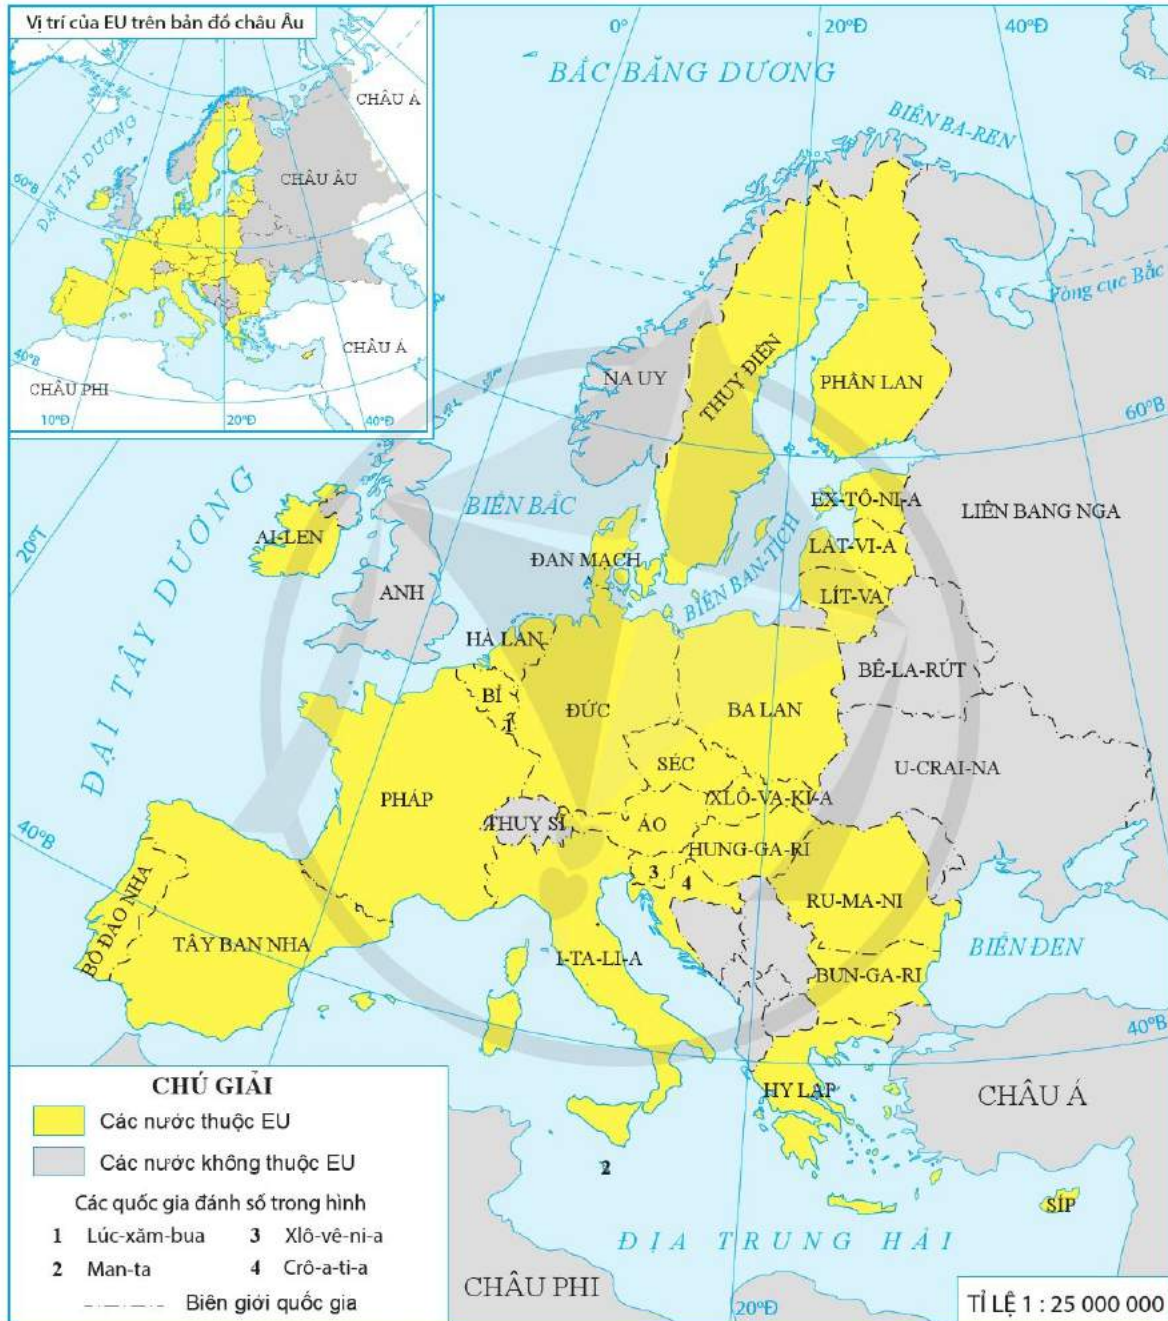 Vị trí của EU trên bản đồ châu Âu
CHÂU Á
ĐẠI TÂY DƯƠNG
60°B
CHÂU ÂU
40°B
CHÂU PHI
CHÂU Á
10°Đ
20°Đ
40°Đ
0°
20°Đ
40°Đ
BẮC BĂNG DƯƠNG
BIỂN BA-REN
Vòng cực Bắc
NA UY
THUỴ ĐIỂN
PHẦN LAN
60°B
20°T
ĐẠI TÂY DƯƠNG
BIỂN BẮC
EX-TÔ-NI-A
LIÊN BANG NGA
AI-LEN
ĐAN MẠCH
BIỂN BAN-TÍCH
LÁT-VI-A
ANH
LÍT-VA
HÀ LAN
BÊ-LA-RÚT
BỈ
1
ĐỨC
BA LAN
SÉC
U-CRAI-NA
PHÁP
XLÔ-VA-KI-A
THUỴ SĨ
ÁO
40°B
HUNG-GA-RI
3
4
RU-MA-NI
BỒ ĐÀO NHA
TÂY BAN NHA
I-TA-LI-A
BIỂN ĐEN
BUN-GA-RI
40°B
HY LẠP
CHÂU Á
2
SÍP
ĐỊA TRUNG HẢI
CHÂU PHI
20°Đ
TỈ LỆ 1 : 25 000 000
CHÚ GIẢI
Các nước thuộc EU
Các nước không thuộc EU
Các quốc gia đánh số trong hình
1 Lúc-xăm-bua 3 Xlô-vê-ni-a
2 Man-ta 4 Crô-a-ti-a
Biên giới quốc gia